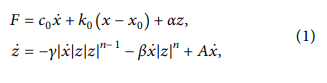 F = c₀ẋ + k₀(x − x₀) + αz,
ż = −γ|ẋ|z|z|ⁿ⁻¹ − βẋ|z|ⁿ + Aẋ,
(1)